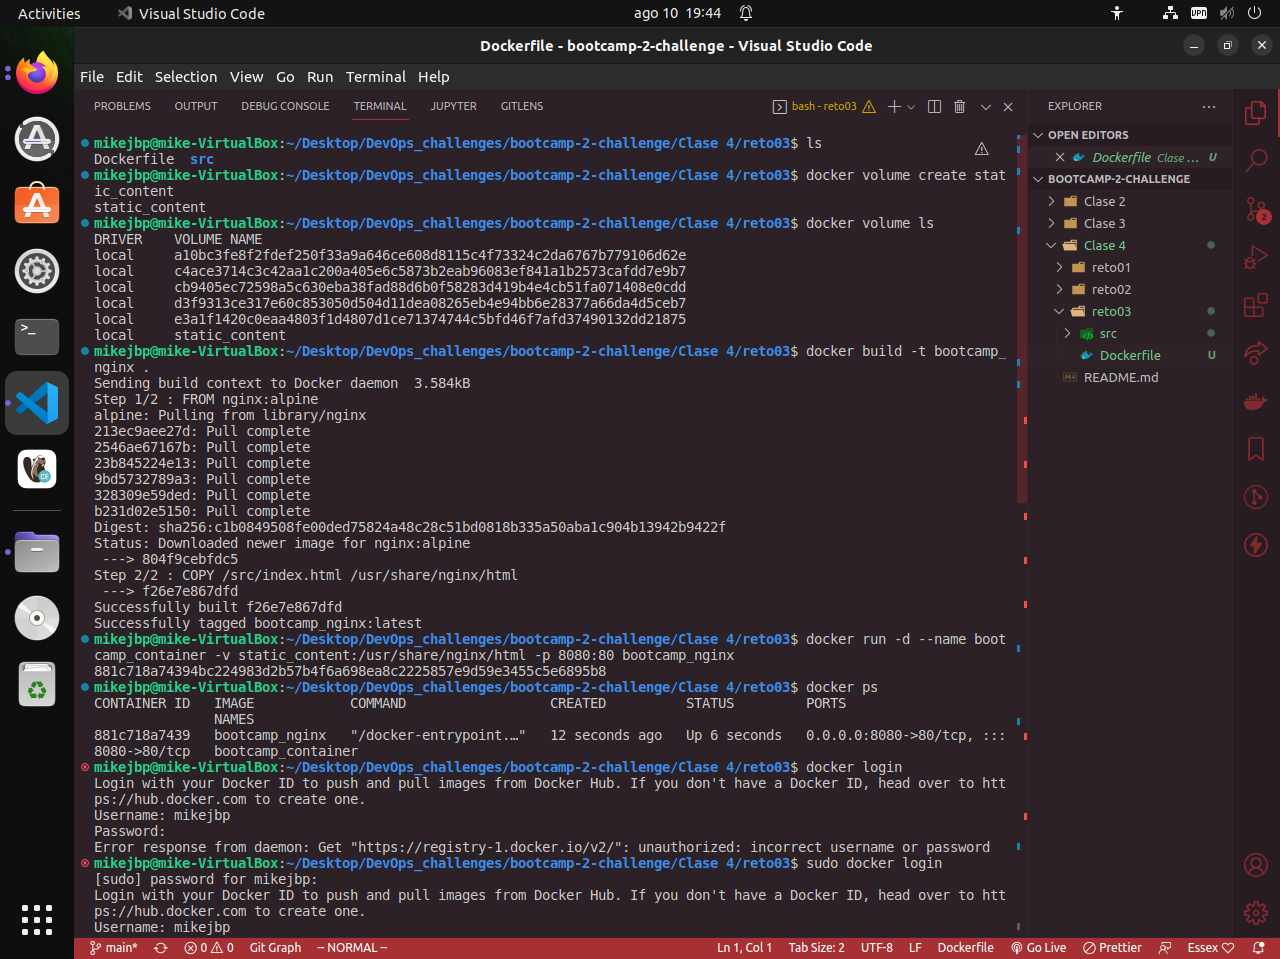 Activities
Visual Studio Code
ago 10 19:44
VPN
Dockerfile - bootcamp-2-challenge - Visual Studio Code
File Edit Selection View Go Run Terminal Help
PROBLEMS OUTPUT DEBUG CONSOLE TERMINAL JUPYTER GITLENS
bash - reto03
mikejbp@mike-VirtualBox:~/Desktop/DevOps_challenges/bootcamp-2-challenge/Clase 4/reto03$ ls
Dockerfile src
mikejbp@mike-VirtualBox:~/Desktop/DevOps_challenges/bootcamp-2-challenge/Clase 4/reto03$ docker volume create stat
ic_content
static_content
mikejbp@mike-VirtualBox:~/Desktop/DevOps_challenges/bootcamp-2-challenge/Clase 4/reto03$ docker volume ls
DRIVER VOLUME NAME
local a10bc3fe8f2fdef250f33a9a646ce608d8115c4f73324c2da6767b779106d62e
local c4ace3714c3c42aa1c200a405e6c5873b2eab96083ef841a1b2573cafdd7e9b7
local cb9405ec72598a5c630eba38fad88d6b0f58283d419b4e4cb51fa071408e0cdd
local d3f9313ce317e60c853050d504d11dea08265eb4e94bb6e28377a66da4d5ceb7
local e3a1f1420c0eaa4803f1d4807d1ce71374744c5bfd46f7afd37490132dd21875
local static_content
mikejbp@mike-VirtualBox:~/Desktop/DevOps_challenges/bootcamp-2-challenge/Clase 4/reto03$ docker build -t bootcamp_
nginx .
Sending build context to Docker daemon 3.584kB
Step 1/2 : FROM nginx:alpine
alpine: Pulling from library/nginx
213ec9aee27d: Pull complete
2546ae67167b: Pull complete
23b845224e13: Pull complete
9bd5732789a3: Pull complete
328309e59ded: Pull complete
b231d02e5150: Pull complete
Digest: sha256:c1b0849508fe00ded75824a48c28c51bd0818b335a50aba1c904b13942b9422f
Status: Downloaded newer image for nginx:alpine
---> 804f9cebfdc5
Step 2/2 : COPY /src/index.html /usr/share/nginx/html
---> f26e7e867dfd
Successfully built f26e7e867dfd
Successfully tagged bootcamp_nginx:latest
mikejbp@mike-VirtualBox:~/Desktop/DevOps_challenges/bootcamp-2-challenge/Clase 4/reto03$ docker run -d --name boot
camp_container -v static_content:/usr/share/nginx/html -p 8080:80 bootcamp_nginx
881c718a74394bc224983d2b57b4f6a698ea8c2225857e9d59e3455c5e6895b8
mikejbp@mike-VirtualBox:~/Desktop/DevOps_challenges/bootcamp-2-challenge/Clase 4/reto03$ docker ps
CONTAINER ID IMAGE COMMAND CREATED STATUS PORTS
NAMES
881c718a7439 bootcamp_nginx "/docker-entrypoint.…" 12 seconds ago Up 6 seconds 0.0.0.0:8080->80/tcp, :::
8080->80/tcp bootcamp_container
mikejbp@mike-VirtualBox:~/Desktop/DevOps_challenges/bootcamp-2-challenge/Clase 4/reto03$ docker login
Login with your Docker ID to push and pull images from Docker Hub. If you don't have a Docker ID, head over to htt
ps://hub.docker.com to create one.
Username: mikejbp
Password:
Error response from daemon: Get "https://registry-1.docker.io/v2/": unauthorized: incorrect username or password
mikejbp@mike-VirtualBox:~/Desktop/DevOps_challenges/bootcamp-2-challenge/Clase 4/reto03$ sudo docker login
[sudo] password for mikejbp:
Login with your Docker ID to push and pull images from Docker Hub. If you don't have a Docker ID, head over to htt
ps://hub.docker.com to create one.
Username: mikejbp
EXPLORER
OPEN EDITORS
Dockerfile Clase ... U
BOOTCAMP-2-CHALLENGE
Clase 2
Clase 3
Clase 4
reto01
reto02
reto03
src
Dockerfile U
README.md
2
main* 0 0 Git Graph -- NORMAL -- Ln 1, Col 1 Tab Size: 2 UTF-8 LF Dockerfile Go Live Prettier Essex